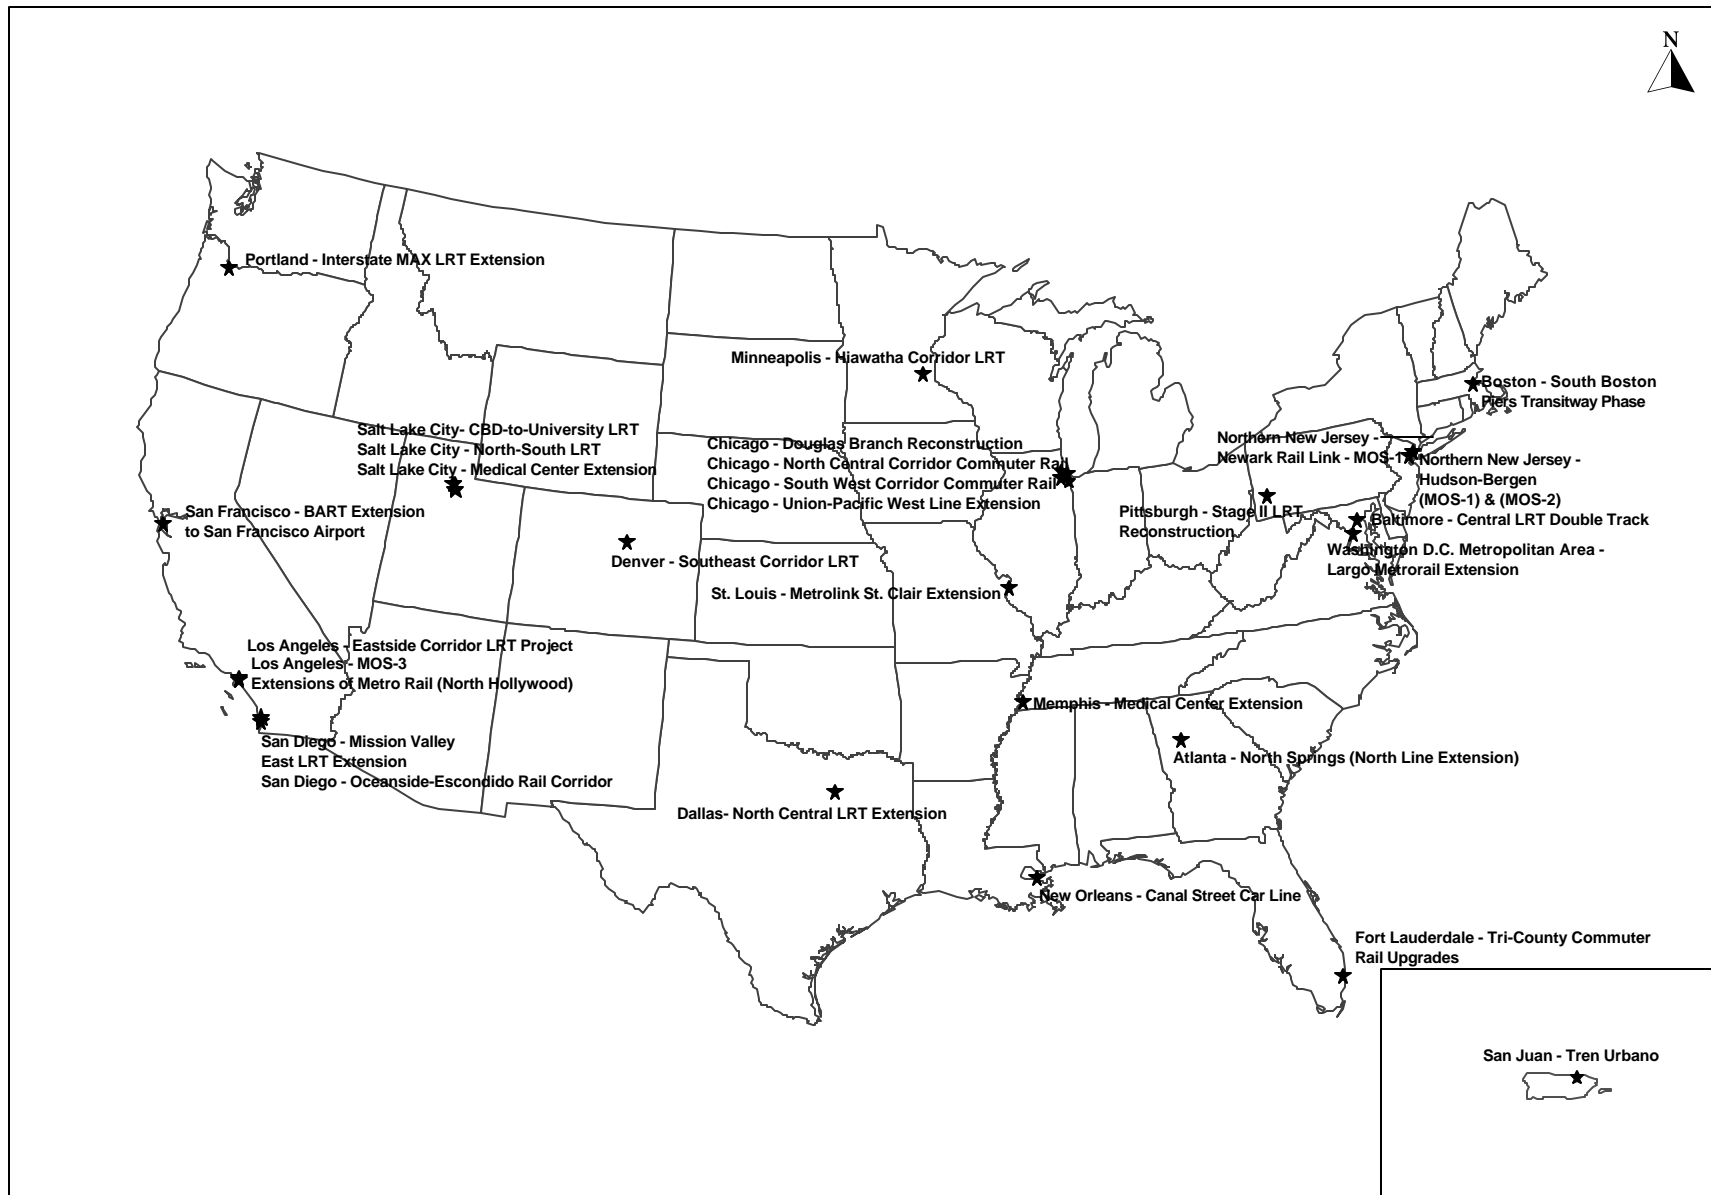 N
Portland - Interstate MAX LRT Extension
Minneapolis - Hiawatha Corridor LRT
Boston - South Boston
Piers Transitway Phase
Salt Lake City- CBD-to-University LRT
Salt Lake City - North-South LRT
Salt Lake City - Medical Center Extension
Chicago - Douglas Branch Reconstruction
Chicago - North Central Corridor Commuter Rail
Chicago - South West Corridor Commuter Rail
Chicago - Union-Pacific West Line Extension
Northern New Jersey -
Newark Rail Link - MOS-1
Northern New Jersey -
Hudson-Bergen
(MOS-1) & (MOS-2)
San Francisco - BART Extension
to San Francisco Airport
Pittsburgh - Stage II LRT
Reconstruction
Baltimore - Central LRT Double Track
Washington D.C. Metropolitan Area -
Largo Metrorail Extension
Denver - Southeast Corridor LRT
St. Louis - Metrolink St. Clair Extension
Los Angeles - Eastside Corridor LRT Project
Los Angeles - MOS-3
Extensions of Metro Rail (North Hollywood)
Memphis - Medical Center Extension
San Diego - Mission Valley
East LRT Extension
San Diego - Oceanside-Escondido Rail Corridor
Atlanta - North Springs (North Line Extension)
Dallas- North Central LRT Extension
New Orleans - Canal Street Car Line
Fort Lauderdale - Tri-County Commuter
Rail Upgrades
San Juan - Tren Urbano